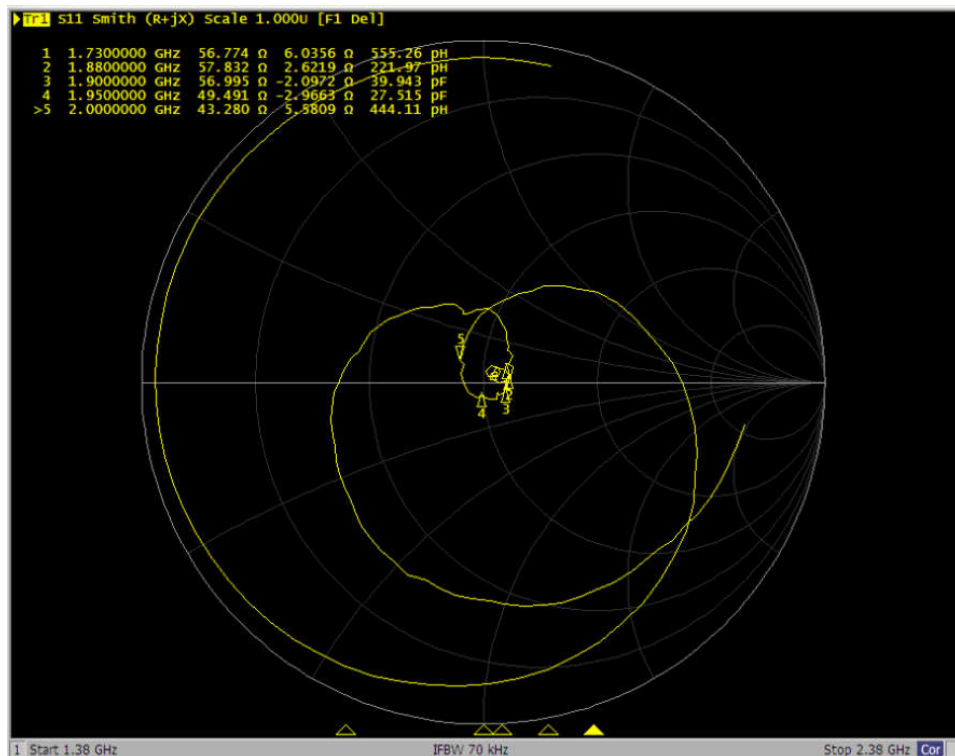 Tr1 S11 Smith (R+jX) Scale 1.000U [F1 Del]
1 1.7300000 GHz 56.774 Ω 6.0356 Ω 555.26 pH
2 1.8800000 GHz 57.832 Ω 2.6219 Ω 221.97 pH
3 1.9000000 GHz 56.995 Ω -2.0972 Ω 39.943 pF
4 1.9500000 GHz 49.491 Ω -2.9663 Ω 27.515 pF
>5 2.0000000 GHz 43.280 Ω 5.5809 Ω 444.11 pH
5
4
3
1 Start 1.38 GHz IFBW 70 kHz Stop 2.38 GHz Cor